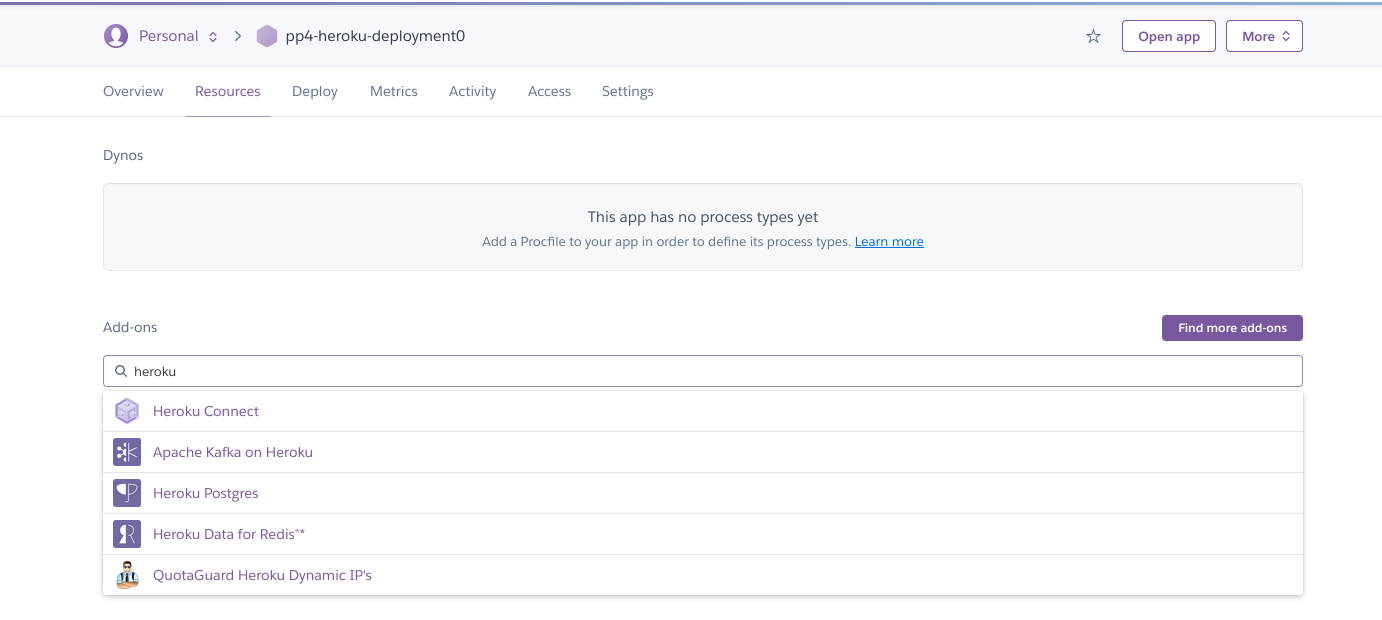 Personal pp4-heroku-deployment0 Open app More
Overview Resources Deploy Metrics Activity Access Settings
Dynos
This app has no process types yet
Add a Procfile to your app in order to define its process types. Learn more
Add-ons Find more add-ons
heroku
Heroku Connect
Apache Kafka on Heroku
Heroku Postgres
Heroku Data for Redis®*
QuotaGuard Heroku Dynamic IP's